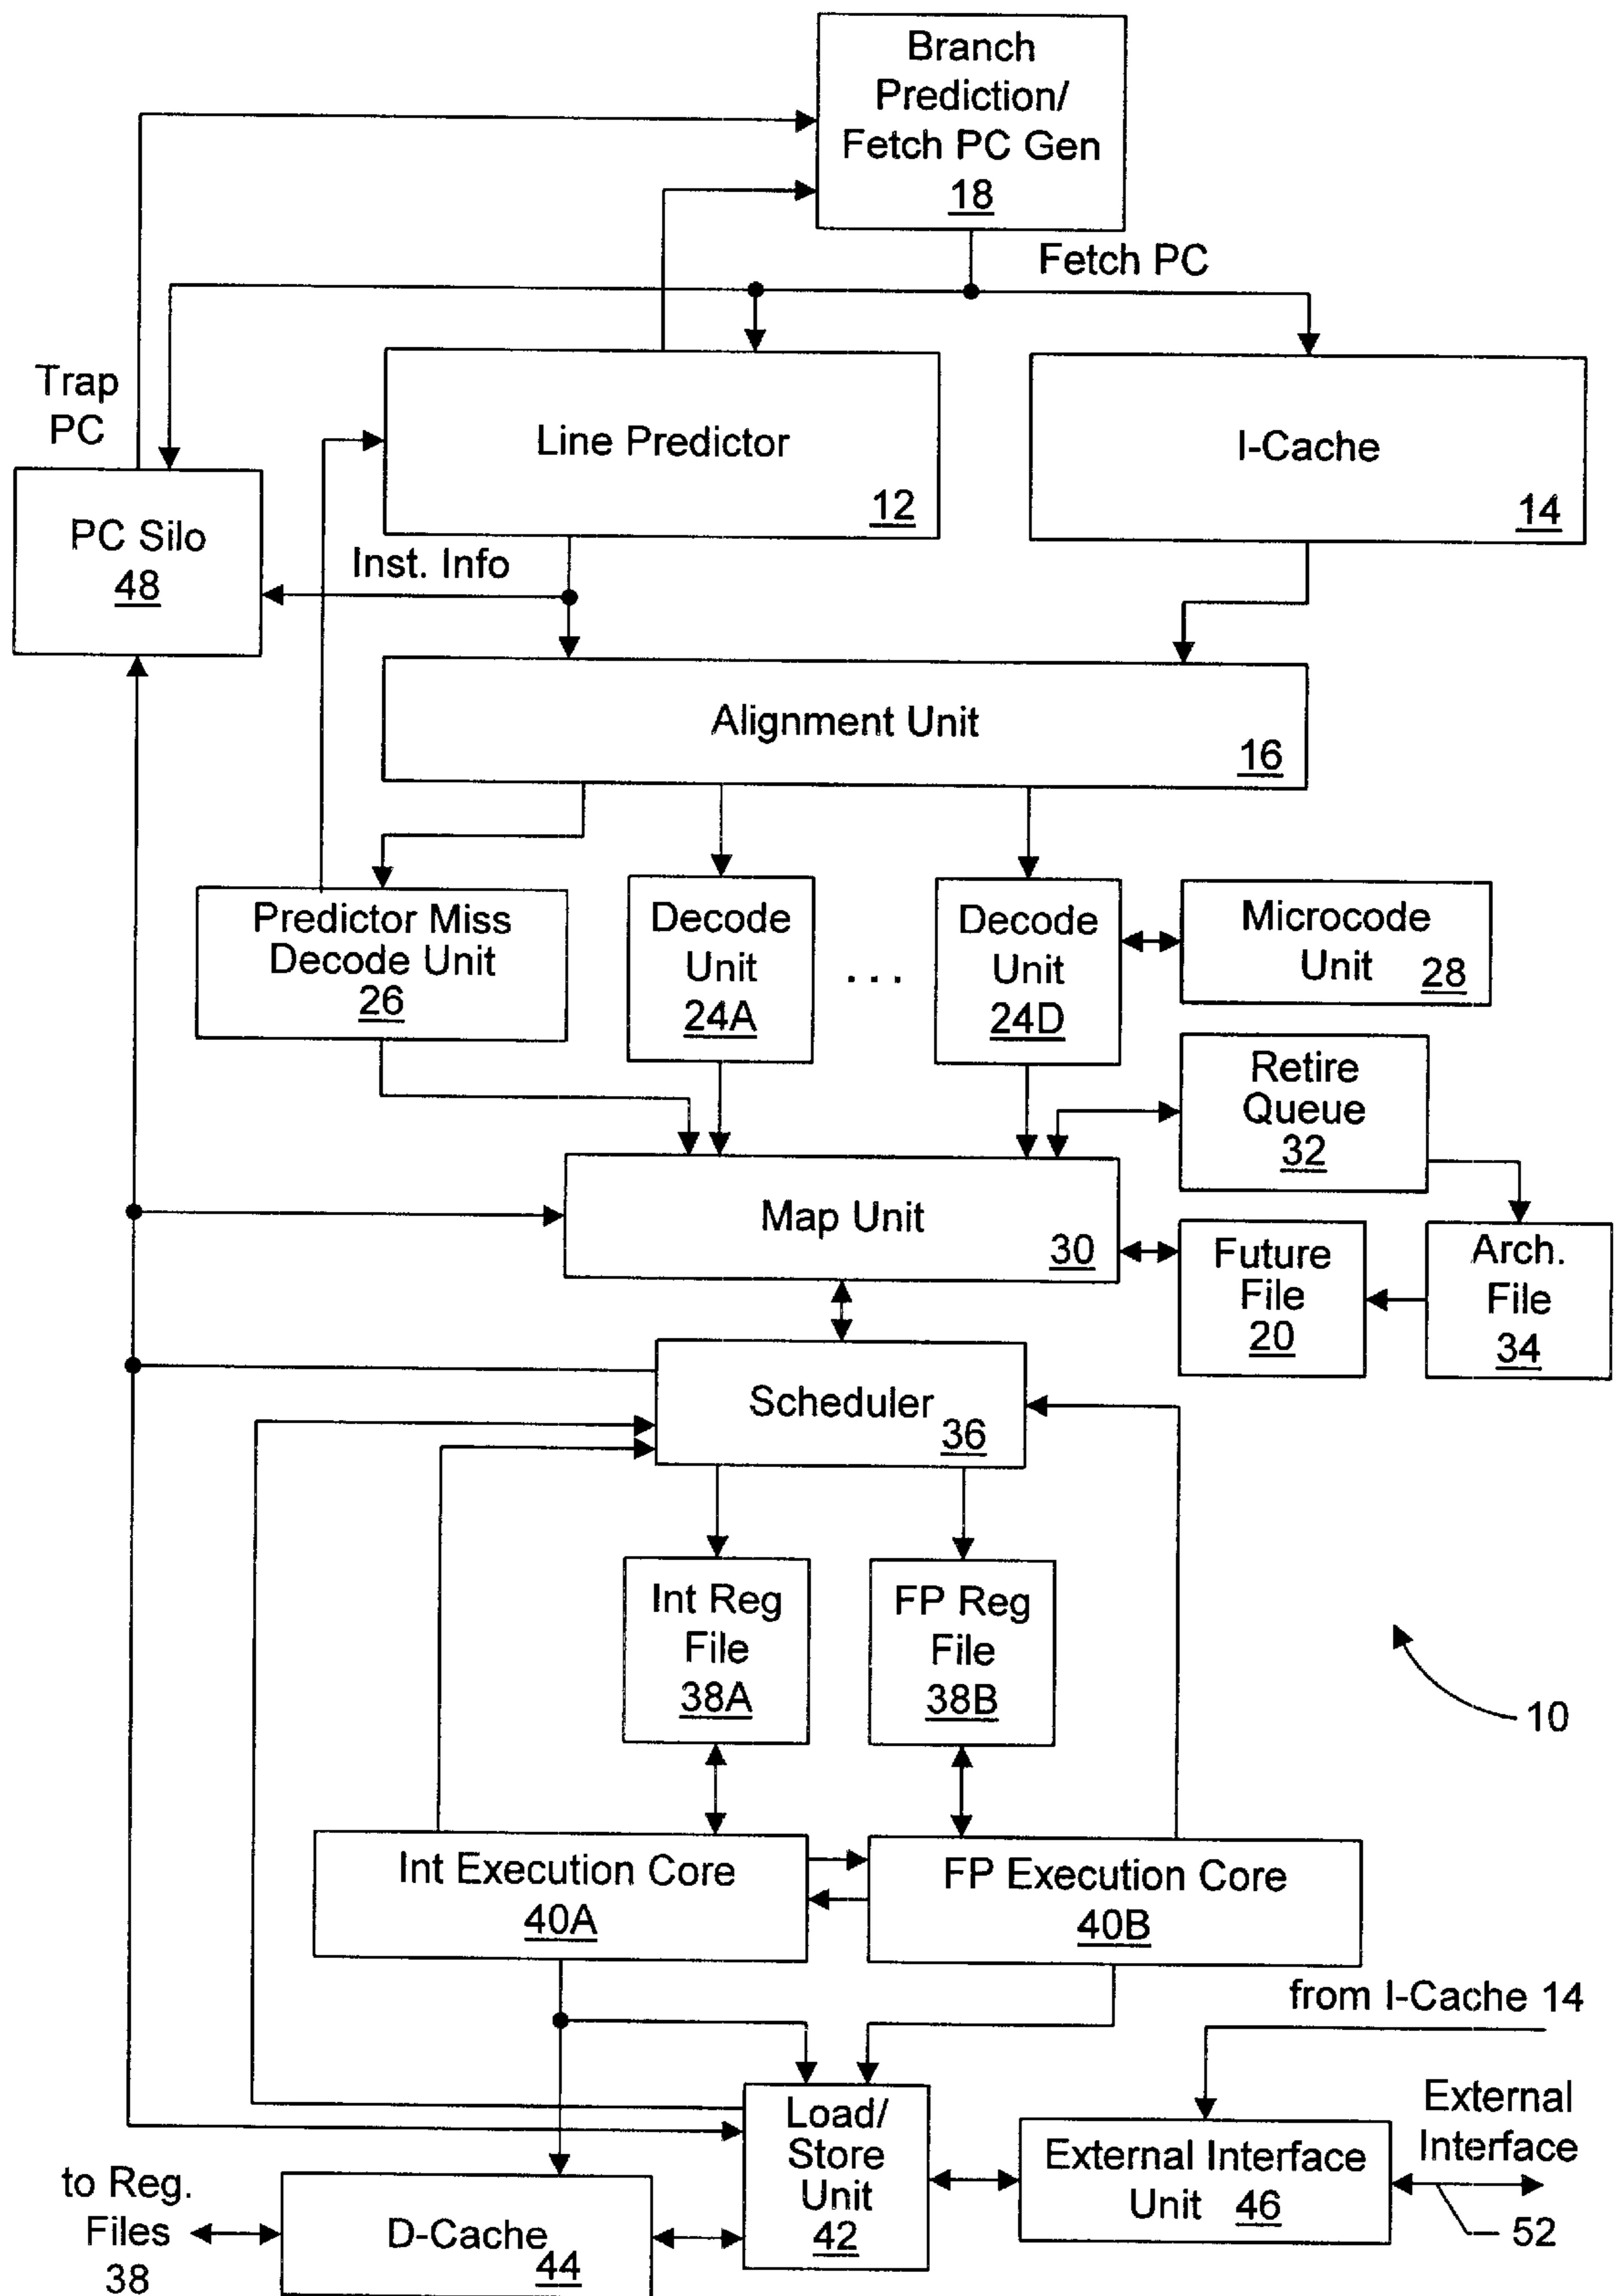 Branch
Prediction/
Fetch PC Gen
18
Fetch PC
Trap
PC
Line Predictor
12
I-Cache
14
PC Silo
48
Inst. Info
Alignment Unit
16
Predictor Miss
Decode Unit
26
Decode
Unit
24A
. . .
Decode
Unit
24D
Microcode
Unit
28
Retire
Queue
32
Map Unit
30
Future
File
20
Arch.
File
34
Scheduler
36
Int Reg
File
38A
FP Reg
File
38B
10
Int Execution Core
40A
FP Execution Core
40B
from I-Cache 14
Load/
Store
Unit
42
External Interface
Unit 46
External
Interface
52
to Reg.
Files
38
D-Cache
44